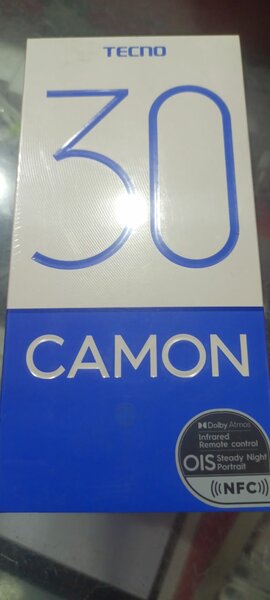 TECNO
30
CAMON
Dolby Atmos
Infrared
Remote control
OIS Steady Night
Portrait
NFC